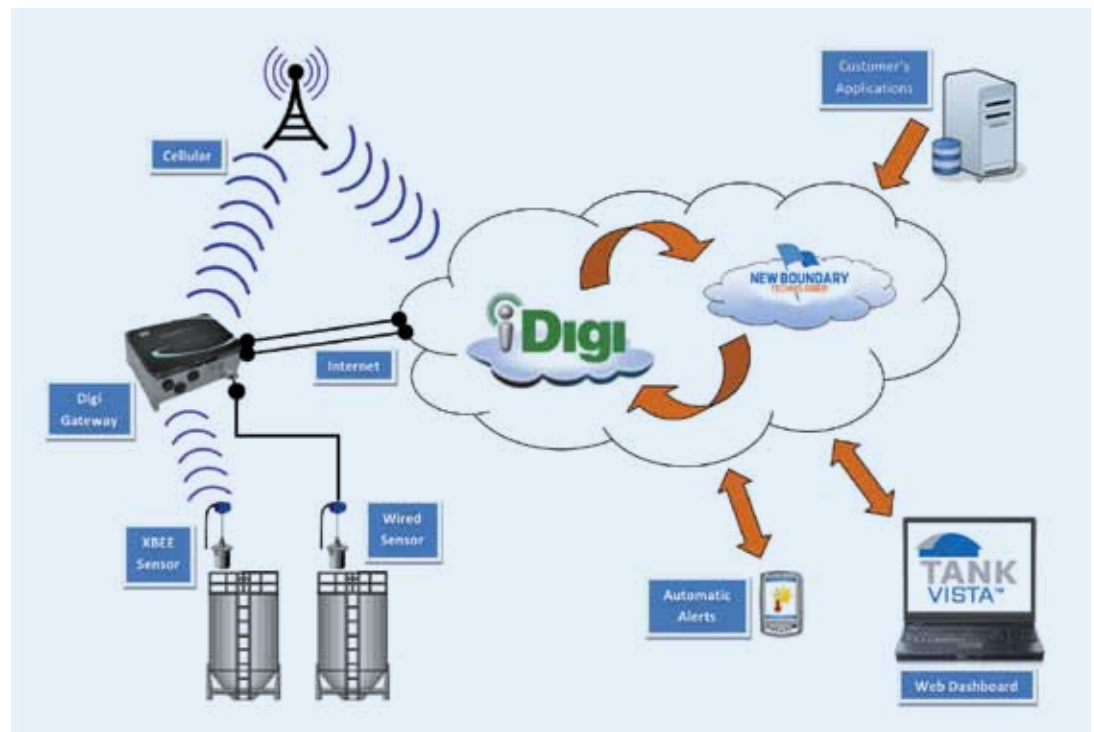 Customer's
Applications
Cellular
NEW BOUNDARY
TECHNOLOGIES
iDigi
Internet
Digi
Gateway
XBEE
Sensor
Wired
Sensor
TANK
VISTA™
Automatic
Alerts
Web Dashboard